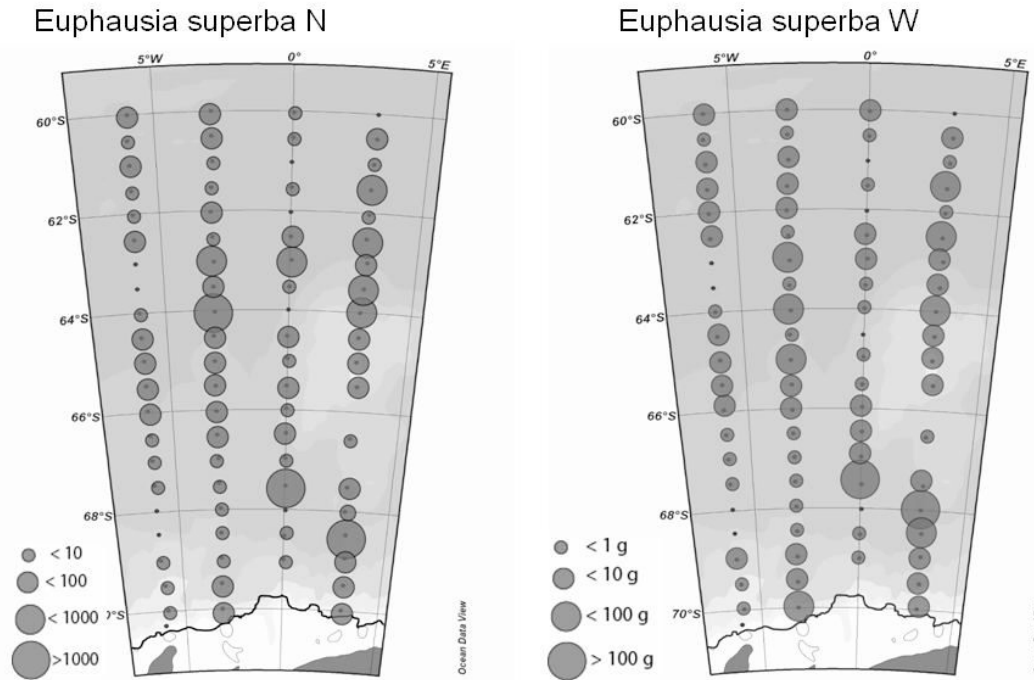 Euphausia superba N
5°W
0°
5°E
60°S
62°S
64°S
66°S
68°S
0°S
< 10
< 100
< 1000
>1000
Ocean Data View
Euphausia superba W
5°W
0°
5°E
60°S
62°S
64°S
66°S
68°S
70°S
< 1 g
< 10 g
< 100 g
> 100 g